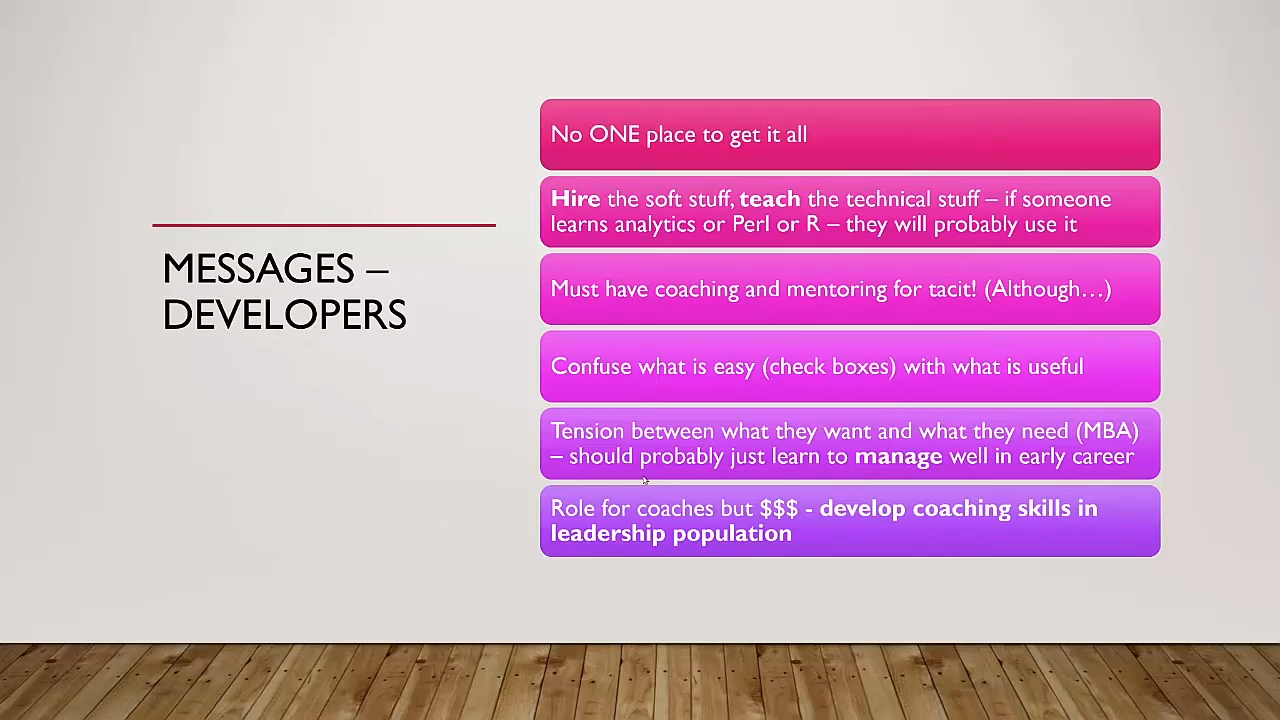 MESSAGES –
DEVELOPERS
No ONE place to get it all
Hire the soft stuff, teach the technical stuff – if someone
learns analytics or Perl or R – they will probably use it
Must have coaching and mentoring for tacit! (Although…)
Confuse what is easy (check boxes) with what is useful
Tension between what they want and what they need (MBA)
– should probably just learn to manage well in early career
Role for coaches but $$$ - develop coaching skills in
leadership population